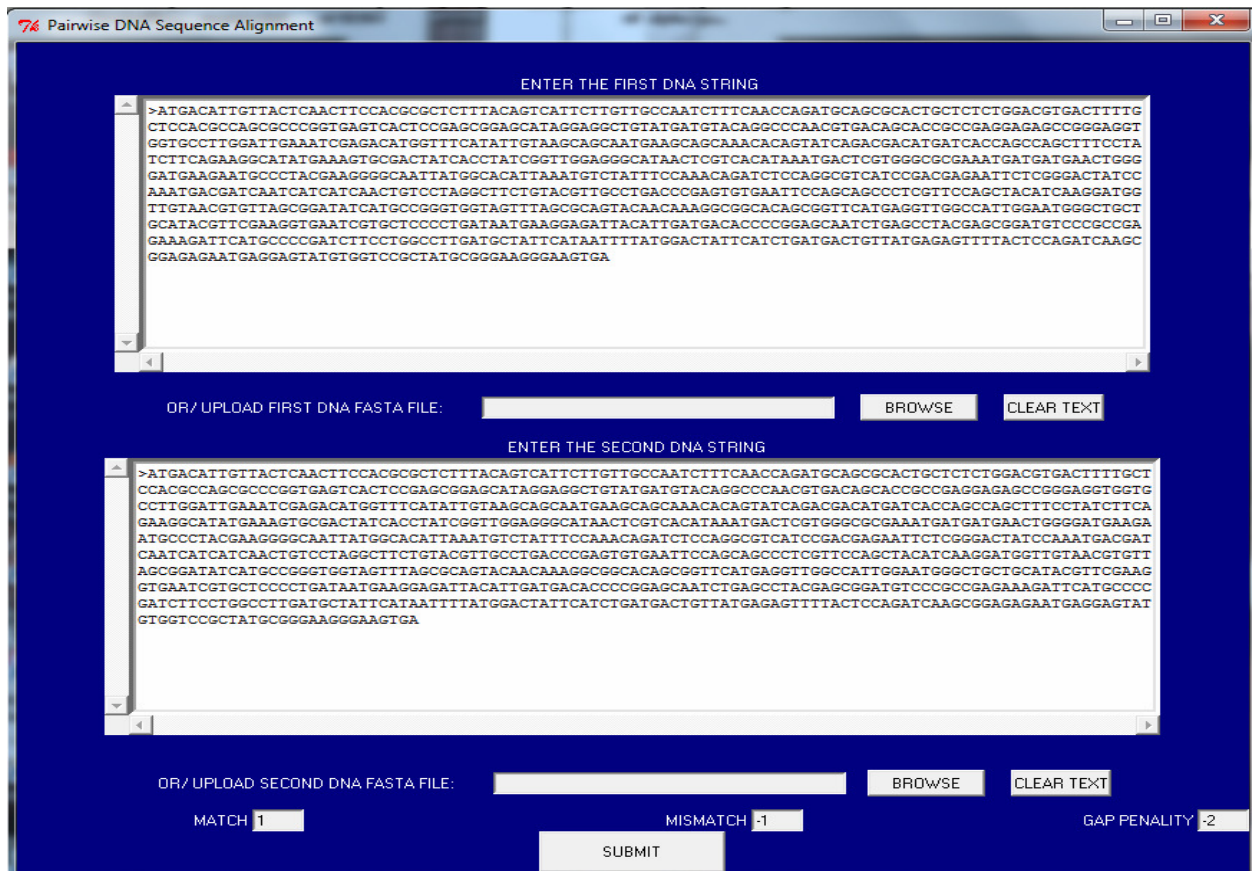 Pairwise DNA Sequence Alignment
ENTER THE FIRST DNA STRING
>ATGACATTGTTACTCAACTTCCACGCGCTCTTTACAGTCATTCTTGTTGCCAATCTTTCAACCAGATGCAGCGCACTGCTCTCTGGACGTGACTTTTG
CTCCACGCCAGCGCCCGGTGAGTCACTCCGAGCGGAGCATAGGAGGCTGTATGATGTACAGGCCCAACGTGACAGCACCGCCGAGGAGAGCCGGGAGGT
GGTGCCTTGGATTGAAATCGAGACATGGTTTCATATTGTAAGCAGCAATGAAGCAGCAAACACAGTATCAGACGACATGATCACCAGCCAGCTTTCCTA
TCTTCAGAAGGCATATGAAAGTGCGACTATCACCTATCGGTTGGAGGGCATAACTCGTCACATAAATGACTCGTGGGCGCGAAATGATGATGAACTGGG
GATGAAGAATGCCCTACGAAGGGGCAATTATGGCACATTAAATGTCTATTTCCAAACAGATCTCCAGGCGTCATCCGACGAGAATTCTCGGGACTATCC
AAATGACGATCAATCATCATCAACTGTCCTAGGCTTCTGTACGTTGCCTGACCCGAGTGTGAATTCCAGCAGCCCTCGTTCCAGCTACATCAAGGATGG
TTGTAACGTGTTAGCGGATATCATGCCGGGTGGTAGTTTAGCGCAGTACAACAAAGGCGGCACAGCGGTTCATGAGGTTGGCCATTGGAATGGGCTGCT
GCATACGTTCGAAGGTGAATCGTGCTCCCCTGATAATGAAGGAGATTACATTGATGACACCCCGGAGCAATCTGAGCCTACGAGCGGATGTCCCGCCGA
GAAAGATTCATGCCCCGATCTTCCTGGCCTTGATGCTATTCATAATTTTATGGACTATTCATCTGATGACTGTTATGAGAGTTTTACTCCAGATCAAGC
GGAGAGAATGAGGAGTATGTGGTCCGCTATGCGGGAAGGGAAGTGA
OR/ UPLOAD FIRST DNA FASTA FILE:
BROWSE
CLEAR TEXT
ENTER THE SECOND DNA STRING
>ATGACATTGTTACTCAACTTCCACGCGCTCTTTACAGTCATTCTTGTTGCCAATCTTTCAACCAGATGCAGCGCACTGCTCTCTGGACGTGACTTTTGCT
CCACGCCAGCGCCCGGTGAGTCACTCCGAGCGGAGCATAGGAGGCTGTATGATGTACAGGCCCAACGTGACAGCACCGCCGAGGAGAGCCGGGAGGTGGTG
CCTTGGATTGAAATCGAGACATGGTTTCATATTGTAAGCAGCAATGAAGCAGCAAACACAGTATCAGACGACATGATCACCAGCCAGCTTTCCTATCTTCA
GAAGGCATATGAAAGTGCGACTATCACCTATCGGTTGGAGGGCATAACTCGTCACATAAATGACTCGTGGGCGCGAAATGATGATGAACTGGGGATGAAGA
ATGCCCTACGAAGGGGCAATTATGGCACATTAAATGTCTATTTCCAAACAGATCTCCAGGCGTCATCCGACGAGAATTCTCGGGACTATCCAAATGACGAT
CAATCATCATCAACTGTCCTAGGCTTCTGTACGTTGCCTGACCCGAGTGTGAATTCCAGCAGCCCTCGTTCCAGCTACATCAAGGATGGTTGTAACGTGTT
AGCGGATATCATGCCGGGTGGTAGTTTAGCGCAGTACAACAAAGGCGGCACAGCGGTTCATGAGGTTGGCCATTGGAATGGGCTGCTGCATACGTTCGAAG
GTGAATCGTGCTCCCCTGATAATGAAGGAGATTACATTGATGACACCCCGGAGCAATCTGAGCCTACGAGCGGATGTCCCGCCGAGAAAGATTCATGCCCC
GATCTTCCTGGCCTTGATGCTATTCATAATTTTATGGACTATTCATCTGATGACTGTTATGAGAGTTTTACTCCAGATCAAGCGGAGAGAATGAGGAGTAT
GTGGTCCGCTATGCGGGAAGGGAAGTGA
OR/ UPLOAD SECOND DNA FASTA FILE:
BROWSE
CLEAR TEXT
MATCH 1
MISMATCH -1
GAP PENALITY -2
SUBMIT